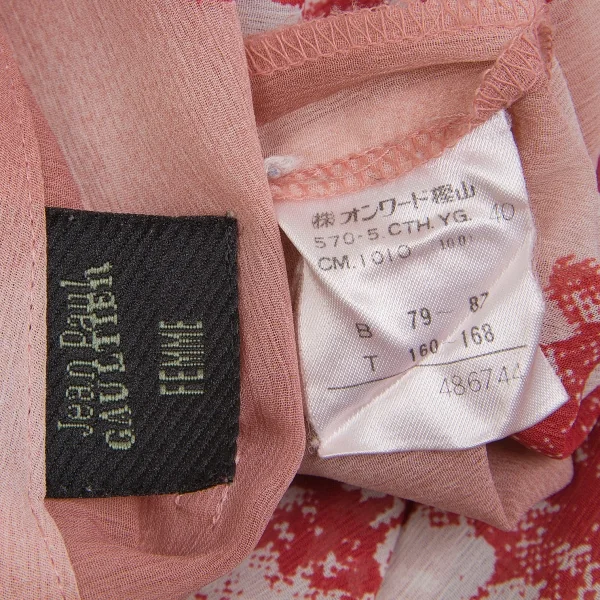 Jean Paul
GAULTIER
FEMME
㈱オンワード樫山
570-5.CTH.YG. 40
CM.1010 1001
B 79-87
T 160-168
486744